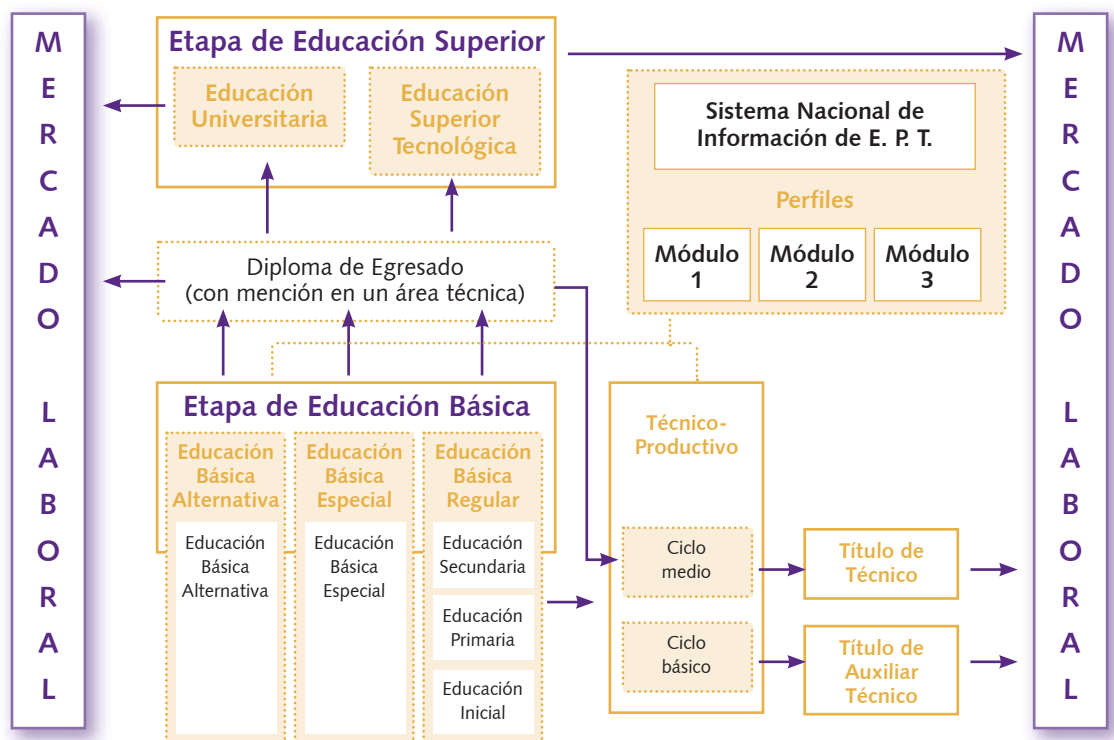 M
E
R
C
A
D
O
L
A
B
O
R
A
L
Etapa de Educación Superior
Educación
Universitaria
Educación
Superior
Tecnológica
Sistema Nacional de
Información de E. P. T.
Perfiles
Módulo
1
Módulo
2
Módulo
3
Diploma de Egresado
(con mención en un área técnica)
Etapa de Educación Básica
Educación
Básica
Alternativa
Educación
Básica
Alternativa
Educación
Básica
Especial
Educación
Básica
Especial
Educación
Básica
Regular
Educación
Secundaria
Educación
Primaria
Educación
Inicial
Técnico-
Productivo
Ciclo
medio
Ciclo
básico
Título de
Técnico
Título de
Auxiliar
Técnico
M
E
R
C
A
D
O
L
A
B
O
R
A
L